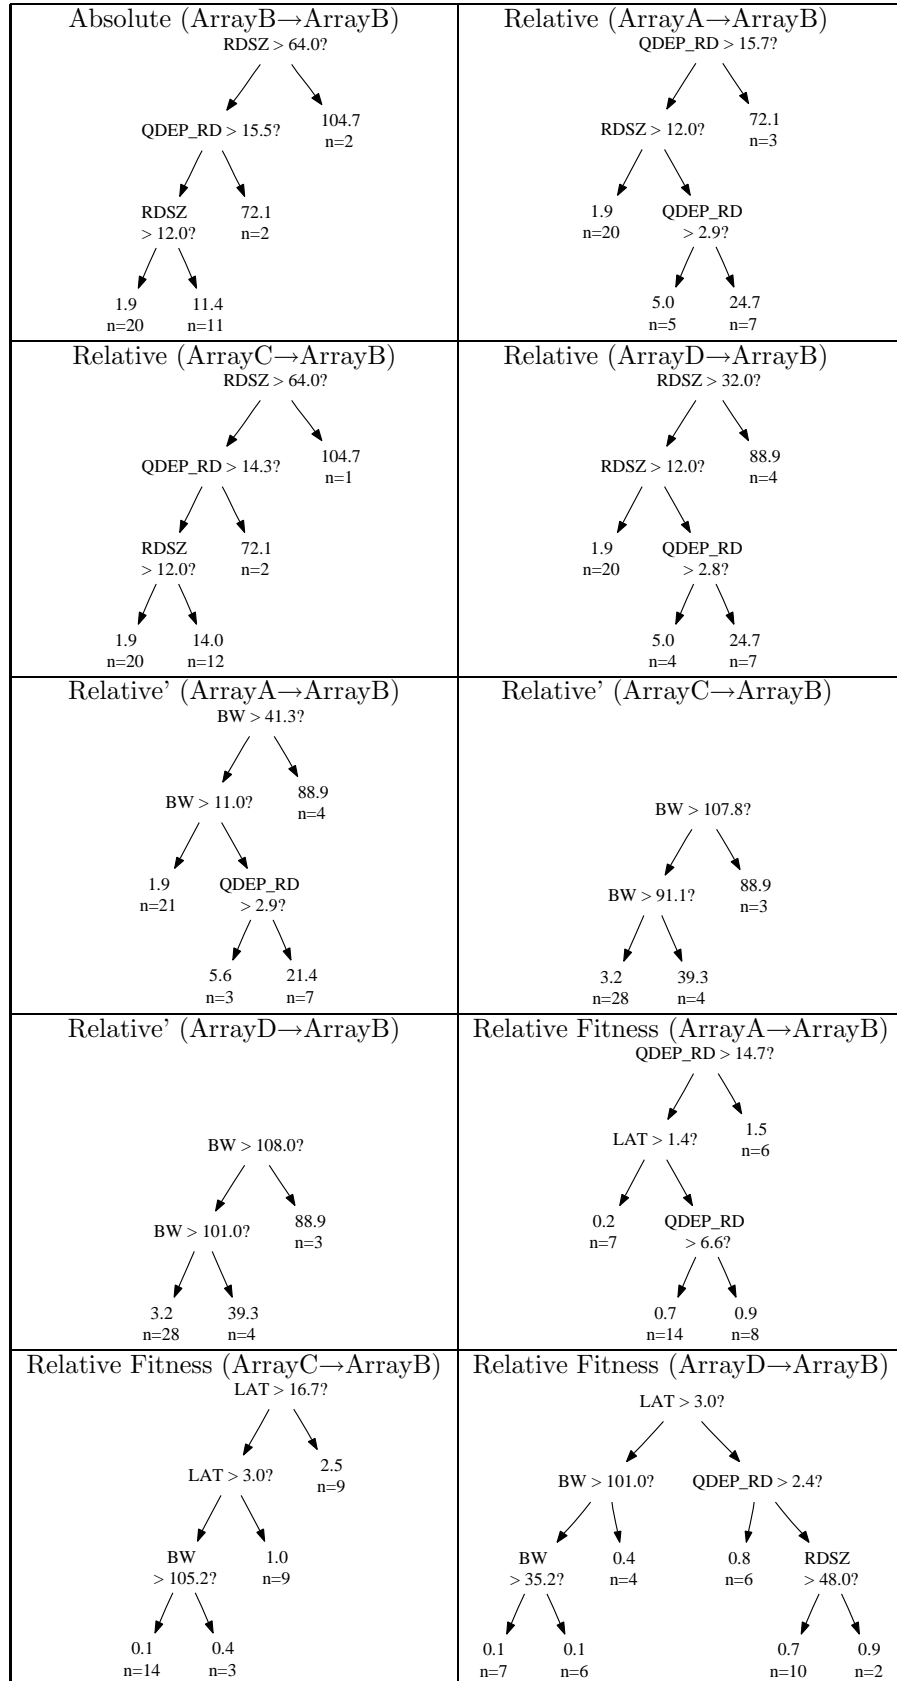 Absolute (ArrayB→ArrayB)
RDSZ > 64.0?
QDEP_RD > 15.5?
104.7
n=2
RDSZ
> 12.0?
72.1
n=2
1.9
n=20
11.4
n=11
Relative (ArrayA→ArrayB)
QDEP_RD > 15.7?
RDSZ > 12.0?
72.1
n=3
1.9
n=20
QDEP_RD
> 2.9?
5.0
n=5
24.7
n=7
Relative (ArrayC→ArrayB)
RDSZ > 64.0?
QDEP_RD > 14.3?
104.7
n=1
RDSZ
> 12.0?
72.1
n=2
1.9
n=20
14.0
n=12
Relative (ArrayD→ArrayB)
RDSZ > 32.0?
RDSZ > 12.0?
88.9
n=4
1.9
n=20
QDEP_RD
> 2.8?
5.0
n=4
24.7
n=7
Relative’ (ArrayA→ArrayB)
BW > 41.3?
BW > 11.0?
88.9
n=4
1.9
n=21
QDEP_RD
> 2.9?
5.6
n=3
21.4
n=7
Relative’ (ArrayC→ArrayB)
BW > 107.8?
BW > 91.1?
88.9
n=3
3.2
n=28
39.3
n=4
Relative’ (ArrayD→ArrayB)
BW > 108.0?
BW > 101.0?
88.9
n=3
3.2
n=28
39.3
n=4
Relative Fitness (ArrayA→ArrayB)
QDEP_RD > 14.7?
LAT > 1.4?
1.5
n=6
0.2
n=7
QDEP_RD
> 6.6?
0.7
n=14
0.9
n=8
Relative Fitness (ArrayC→ArrayB)
LAT > 16.7?
LAT > 3.0?
2.5
n=9
BW
> 105.2?
1.0
n=9
0.1
n=14
0.4
n=3
Relative Fitness (ArrayD→ArrayB)
LAT > 3.0?
BW > 101.0?
QDEP_RD > 2.4?
BW
> 35.2?
0.4
n=4
0.8
n=6
RDSZ
> 48.0?
0.1
n=7
0.1
n=6
0.7
n=10
0.9
n=2